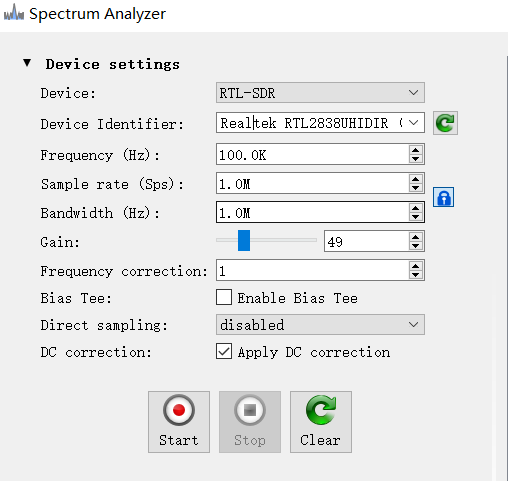 Spectrum Analyzer
Device settings
Device: RTL-SDR
Device Identifier: Realtek RTL2838UHIDIR (
Frequency (Hz): 100.0K
Sample rate (Sps): 1.0M
Bandwidth (Hz): 1.0M
Gain: 49
Frequency correction: 1
Bias Tee: Enable Bias Tee
Direct sampling: disabled
DC correction: Apply DC correction
Start Stop Clear